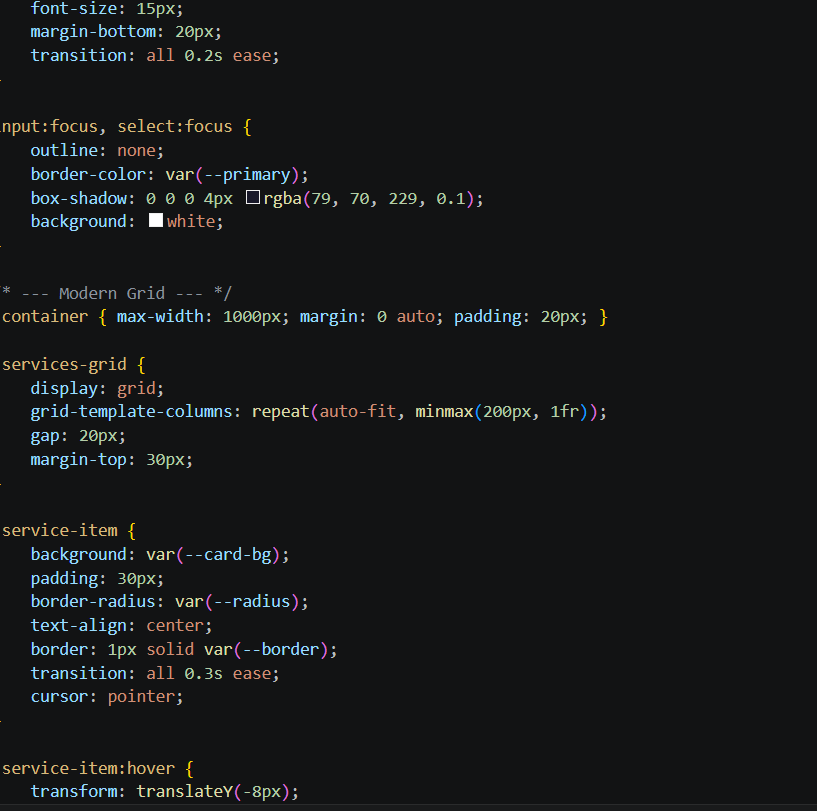 font-size: 15px;
margin-bottom: 20px;
transition: all 0.2s ease;
nput:focus, select:focus {
outline: none;
border-color: var(--primary);
box-shadow: 0 0 0 4px rgba(79, 70, 229, 0.1);
background: white;
* --- Modern Grid --- */
container { max-width: 1000px; margin: 0 auto; padding: 20px; }
services-grid {
display: grid;
grid-template-columns: repeat(auto-fit, minmax(200px, 1fr));
gap: 20px;
margin-top: 30px;
service-item {
background: var(--card-bg);
padding: 30px;
border-radius: var(--radius);
text-align: center;
border: 1px solid var(--border);
transition: all 0.3s ease;
cursor: pointer;
service-item:hover {
transform: translateY(-8px);